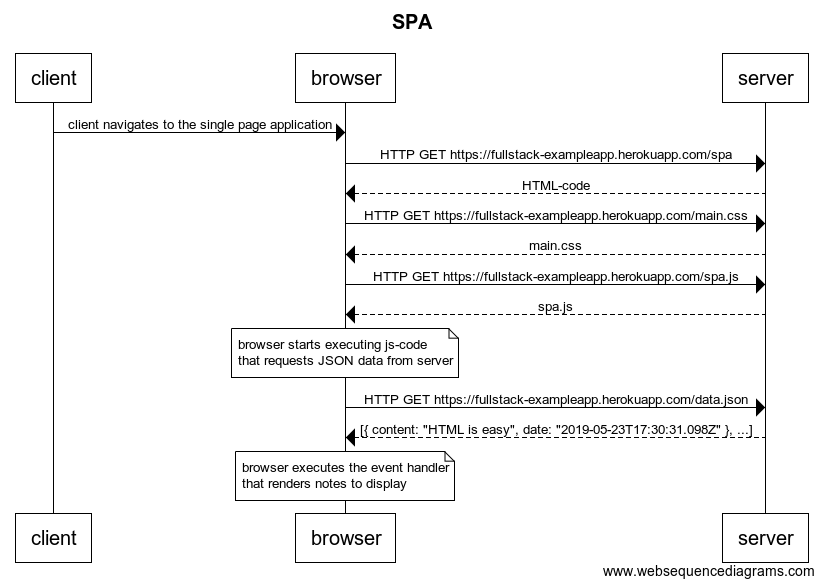 SPA
client
browser
server
client navigates to the single page application
HTTP GET https://fullstack-exampleapp.herokuapp.com/spa
HTML-code
HTTP GET https://fullstack-exampleapp.herokuapp.com/main.css
main.css
HTTP GET https://fullstack-exampleapp.herokuapp.com/spa.js
spa.js
browser starts executing js-code
that requests JSON data from server
HTTP GET https://fullstack-exampleapp.herokuapp.com/data.json
[{ content: "HTML is easy", date: "2019-05-23T17:30:31.098Z" }, ...]
browser executes the event handler
that renders notes to display
client
browser
server
www.websequencediagrams.com